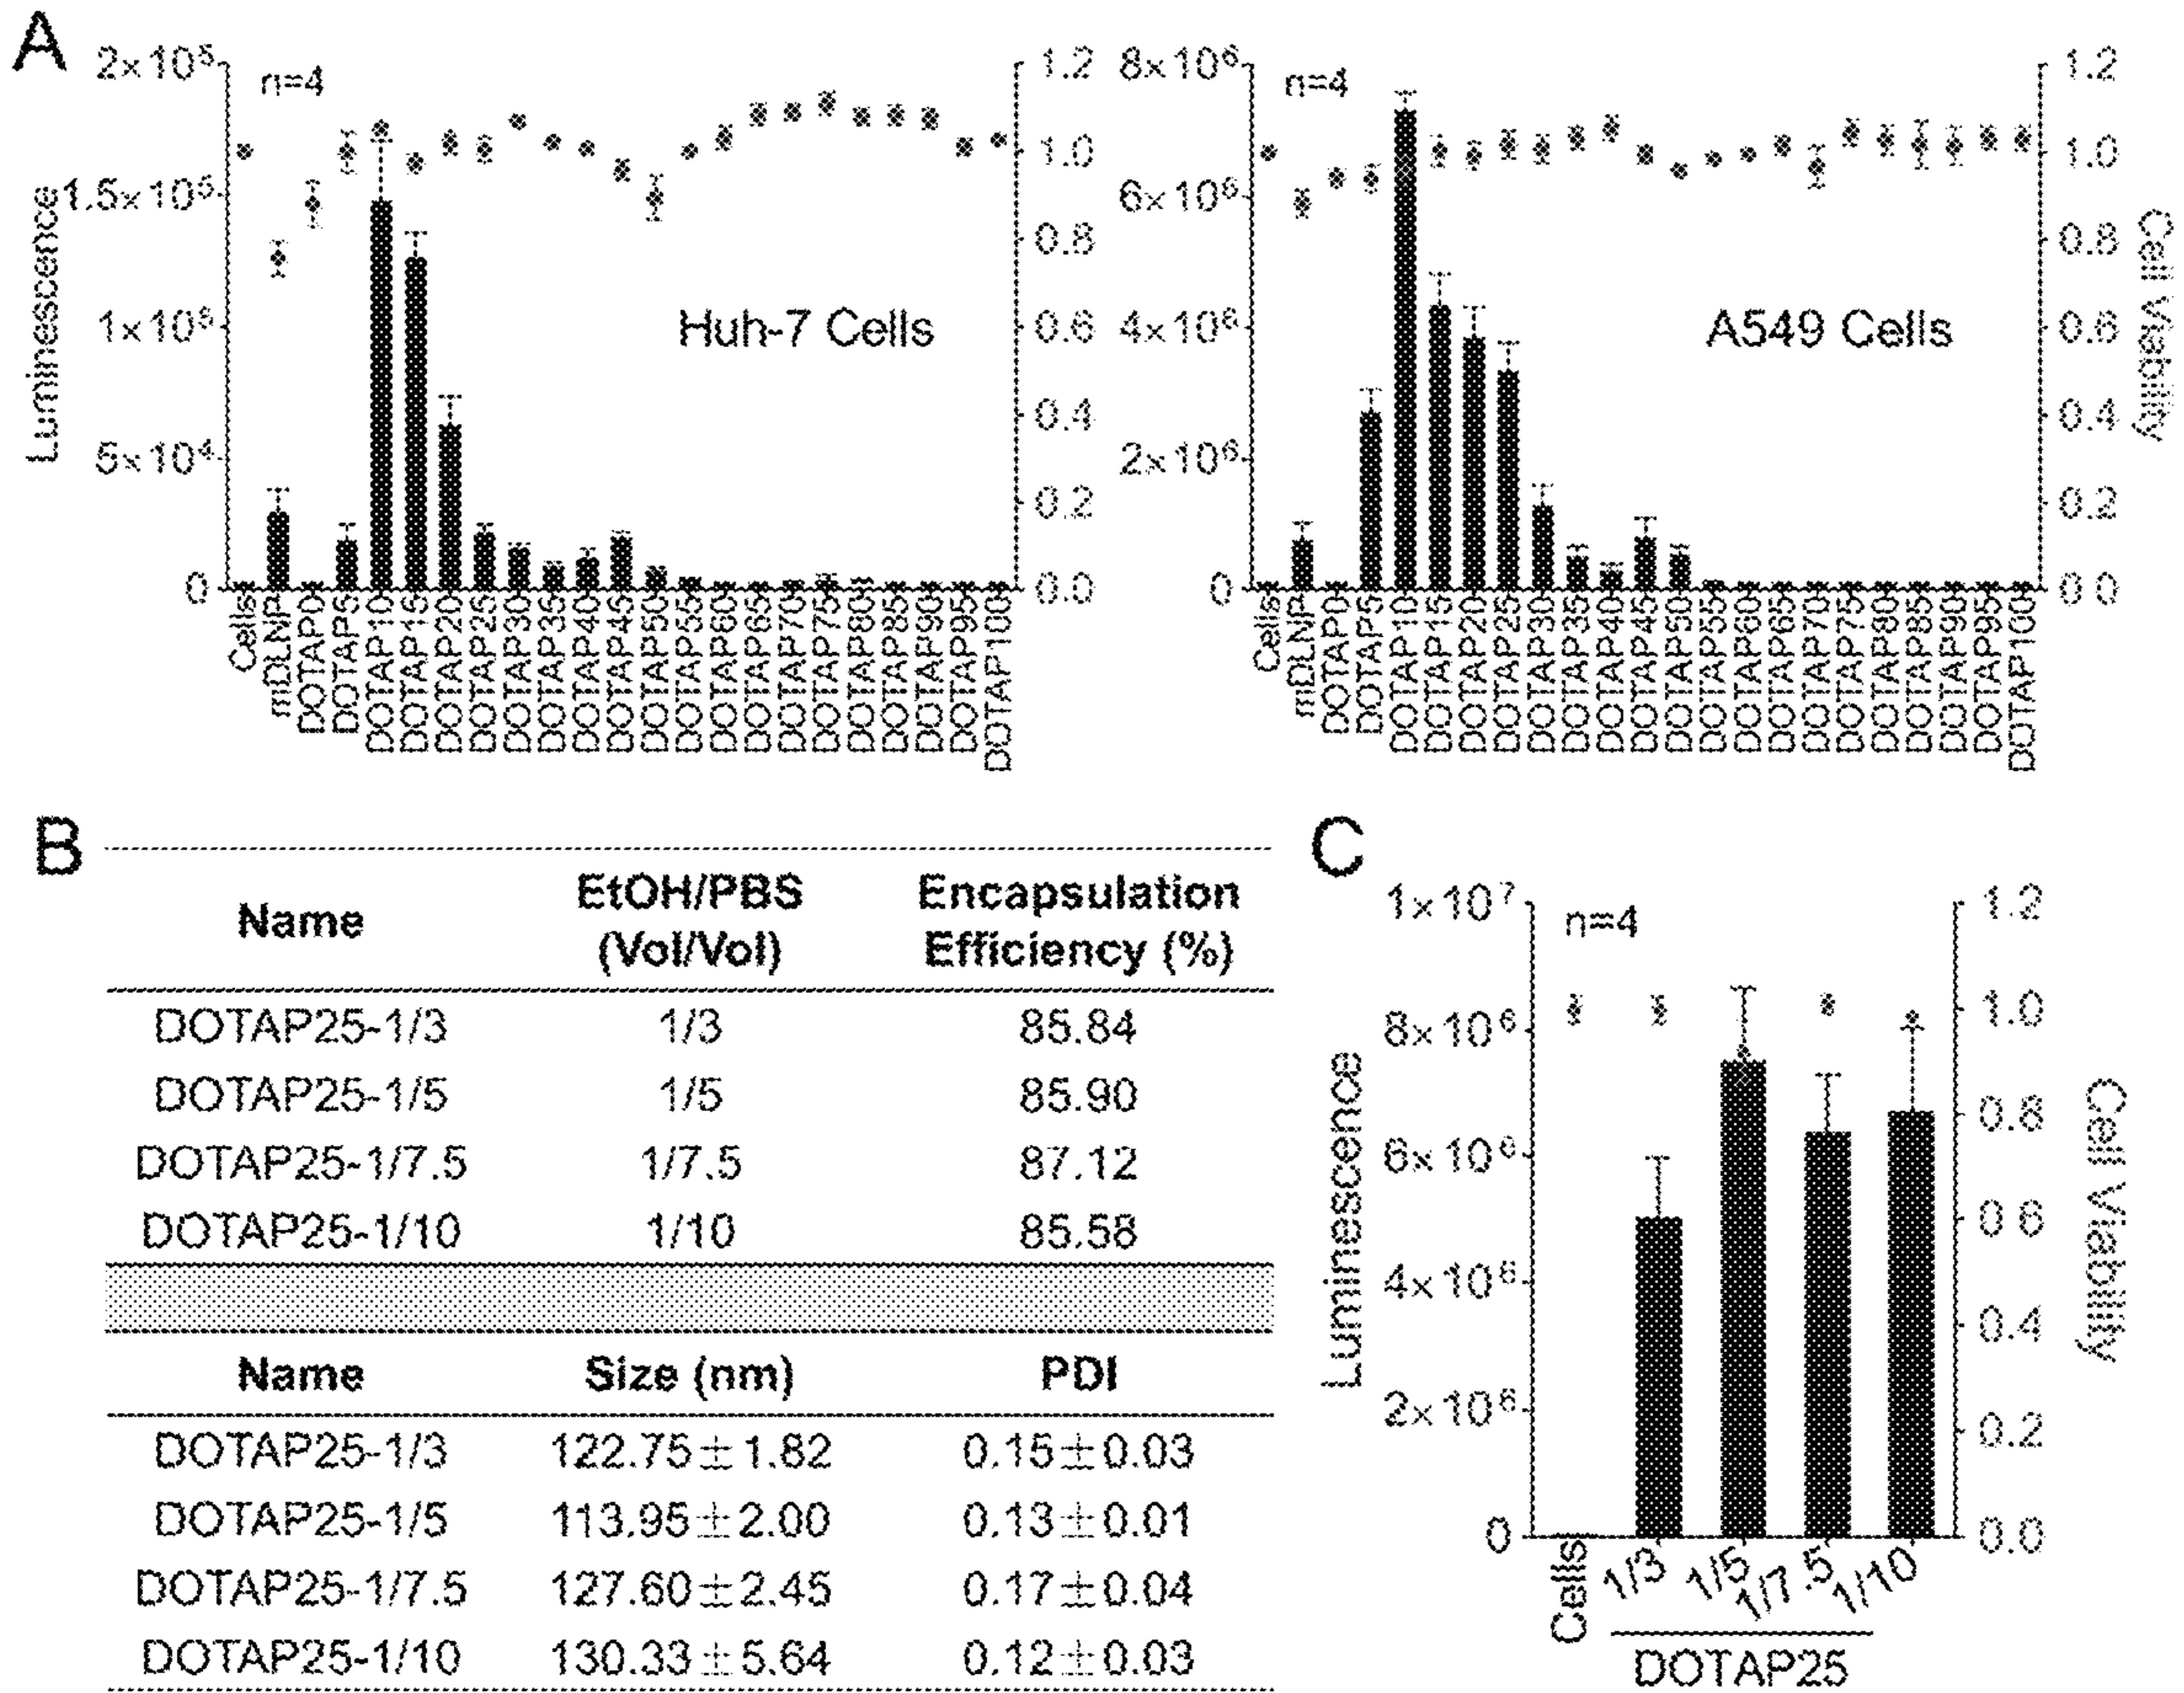 A
n=4
Luminescence
2×10⁵
1.5×10⁵
1×10⁵
5×10⁴
0
1.2
1.0
0.8
0.6
0.4
0.2
0.0
Huh-7 Cells
Cells
mDLNP
DOTAP0
DOTAP5
DOTAP10
DOTAP15
DOTAP20
DOTAP25
DOTAP30
DOTAP35
DOTAP40
DOTAP45
DOTAP50
DOTAP55
DOTAP60
DOTAP65
DOTAP70
DOTAP75
DOTAP80
DOTAP85
DOTAP90
DOTAP95
DOTAP100
n=4
8×10⁶
6×10⁶
4×10⁶
2×10⁶
0
1.2
1.0
0.8
0.6
0.4
0.2
0.0
Cell Viability
A549 Cells
Cells
mDLNP
DOTAP0
DOTAP5
DOTAP10
DOTAP15
DOTAP20
DOTAP25
DOTAP30
DOTAP35
DOTAP40
DOTAP45
DOTAP50
DOTAP55
DOTAP60
DOTAP65
DOTAP70
DOTAP75
DOTAP80
DOTAP85
DOTAP90
DOTAP95
DOTAP100
B
Name EtOH/PBS (Vol/Vol) Encapsulation Efficiency (%)
DOTAP25-1/3 1/3 85.84
DOTAP25-1/5 1/5 85.90
DOTAP25-1/7.5 1/7.5 87.12
DOTAP25-1/10 1/10 85.58
Name Size (nm) PDI
DOTAP25-1/3 122.75±1.82 0.15±0.03
DOTAP25-1/5 113.95±2.00 0.13±0.01
DOTAP25-1/7.5 127.60±2.45 0.17±0.04
DOTAP25-1/10 130.33±5.64 0.12±0.03
C
n=4
Luminescence
1×10⁷
8×10⁶
6×10⁶
4×10⁶
2×10⁶
0
1.2
1.0
0.8
0.6
0.4
0.2
0.0
Cell Viability
Cells
1/3
1/5
1/7.5
1/10
DOTAP25